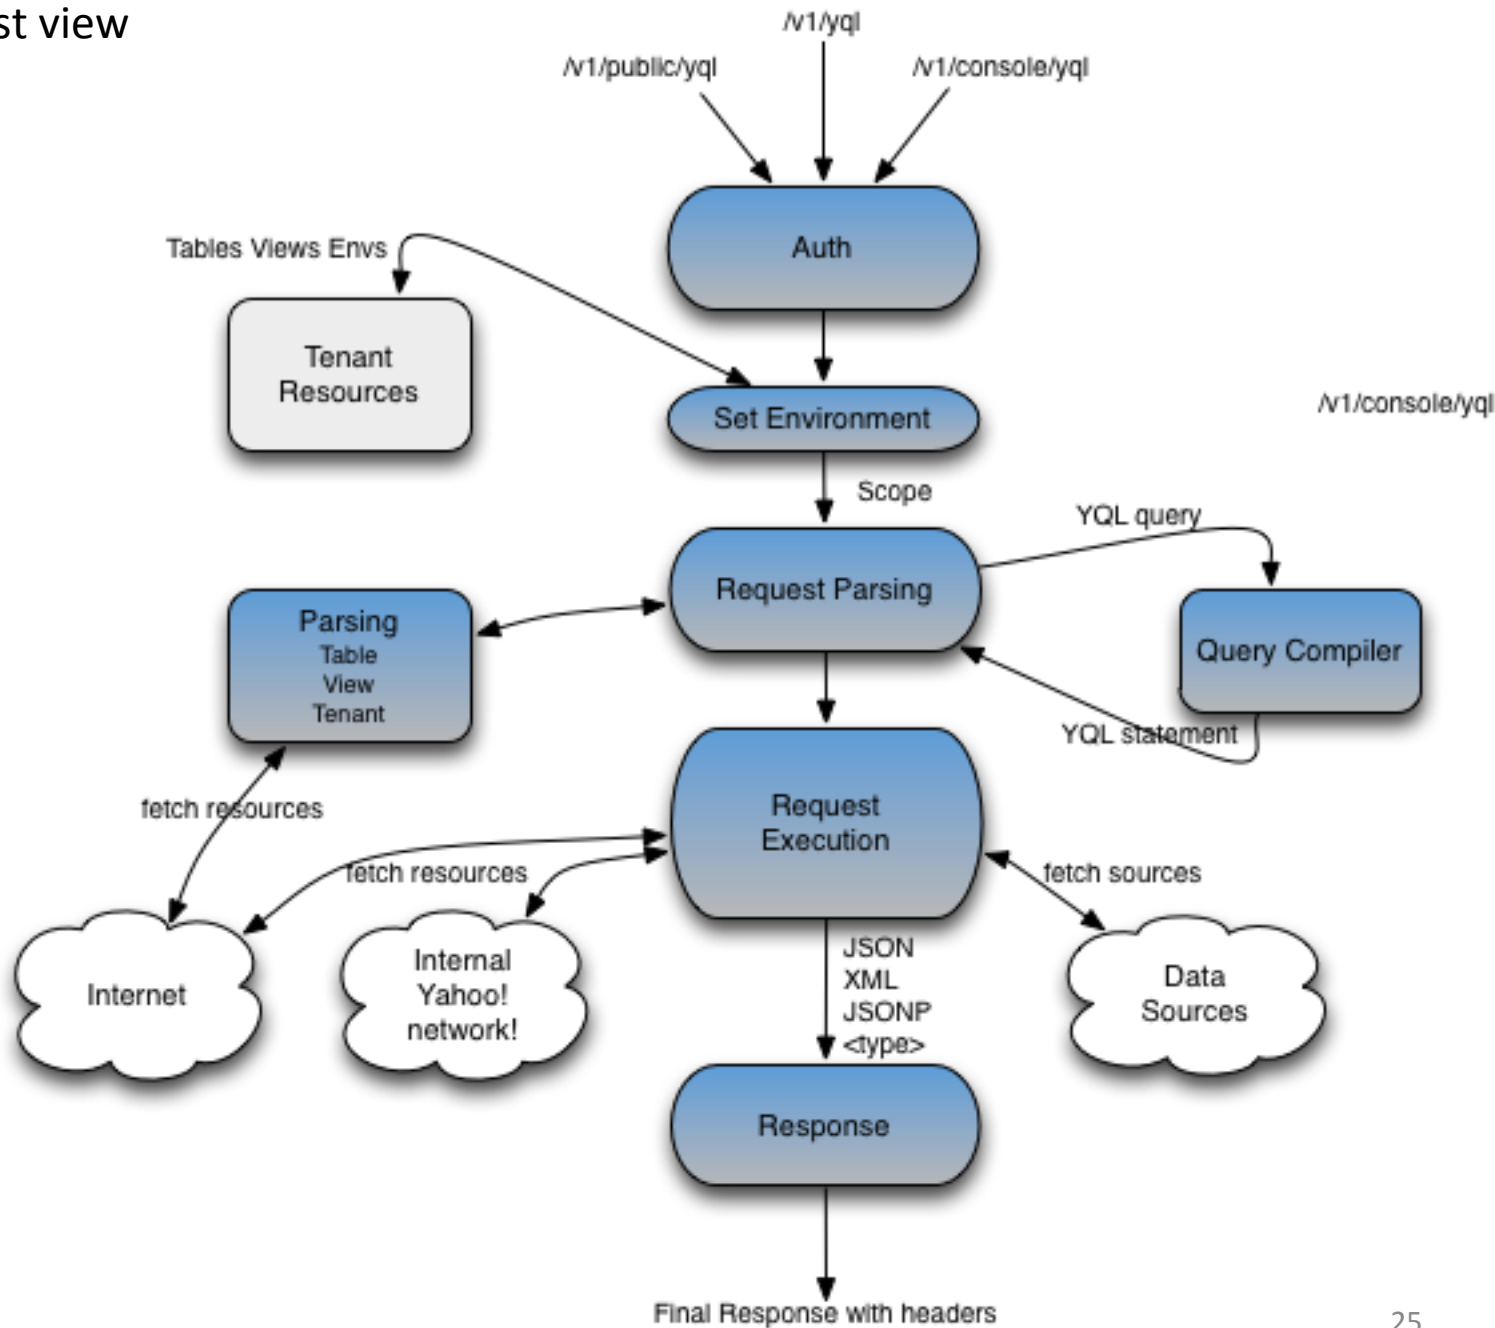 st view
/v1/yql
/v1/public/yql
/v1/console/yql
Auth
Tables Views Envs
Tenant
Resources
Set Environment
/v1/console/yql
Scope
YQL query
Request Parsing
Parsing
Table
View
Tenant
Query Compiler
YQL statement
Request
Execution
fetch resources
fetch resources
fetch sources
Internet
Internal
Yahoo!
network!
JSON
XML
JSONP
<type>
Data
Sources
Response
Final Response with headers
25